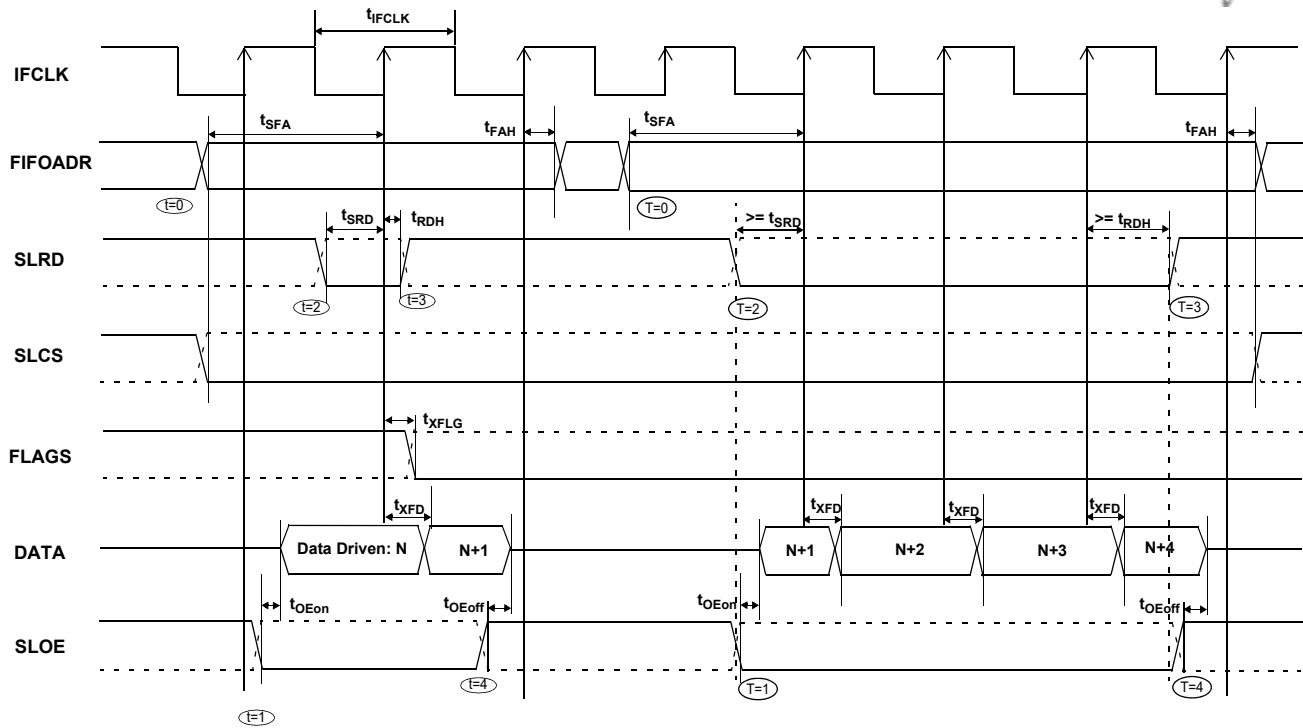 tIFCLK
IFCLK
tSFA
tFAH
tSFA
tFAH
FIFOADR
t=0
T=0
tSRD
tRDH
>= tSRD
>= tRDH
SLRD
t=2
t=3
T=2
T=3
SLCS
tXFLG
FLAGS
tXFD
tXFD
tXFD
tXFD
DATA
Data Driven: N
N+1
N+1
N+2
N+3
N+4
tOEon
tOEoff
tOEon
tOEoff
SLOE
t=4
T=1
T=4
t=1